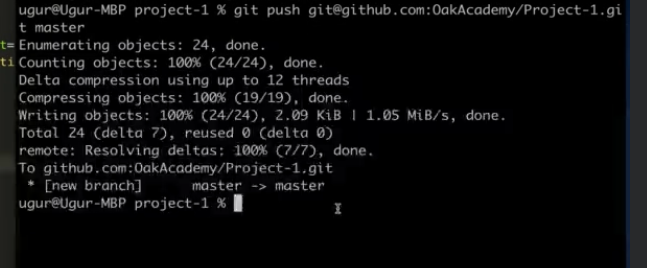 ugur@Ugur-MBP project-1 % git push git@github.com:OakAcademy/Project-1.gi
t master
t=
Enumerating objects: 24, done.
ti
Counting objects: 100% (24/24), done.
Delta compression using up to 12 threads
Compressing objects: 100% (19/19), done.
Writing objects: 100% (24/24), 2.09 KiB | 1.05 MiB/s, done.
Total 24 (delta 7), reused 0 (delta 0)
remote: Resolving deltas: 100% (7/7), done.
To github.com:OakAcademy/Project-1.git
 * [new branch]      master -> master
ugur@Ugur-MBP project-1 %